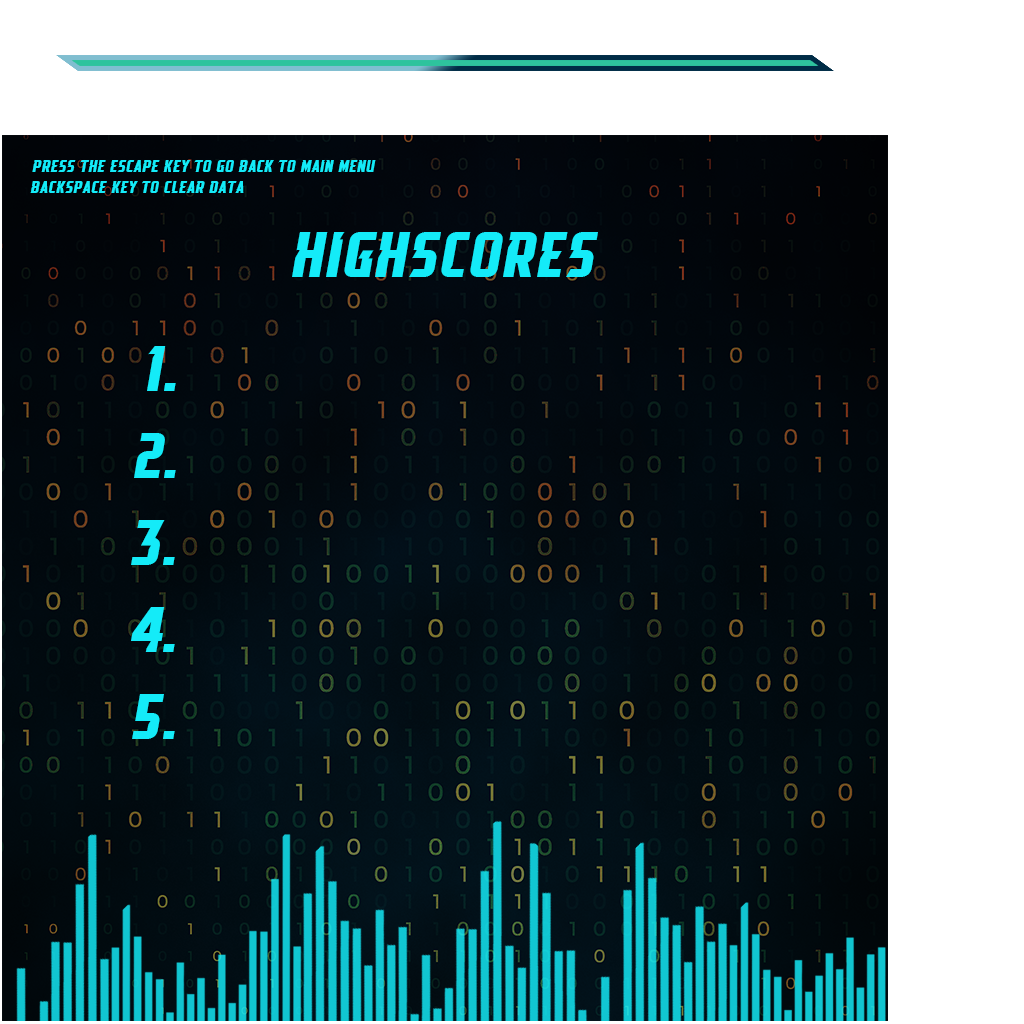 PRESS THE ESCAPE KEY TO GO BACK TO MAIN MENU
BACKSPACE KEY TO CLEAR DATA
HIGHSCORES
1.
2.
3.
4.
5.